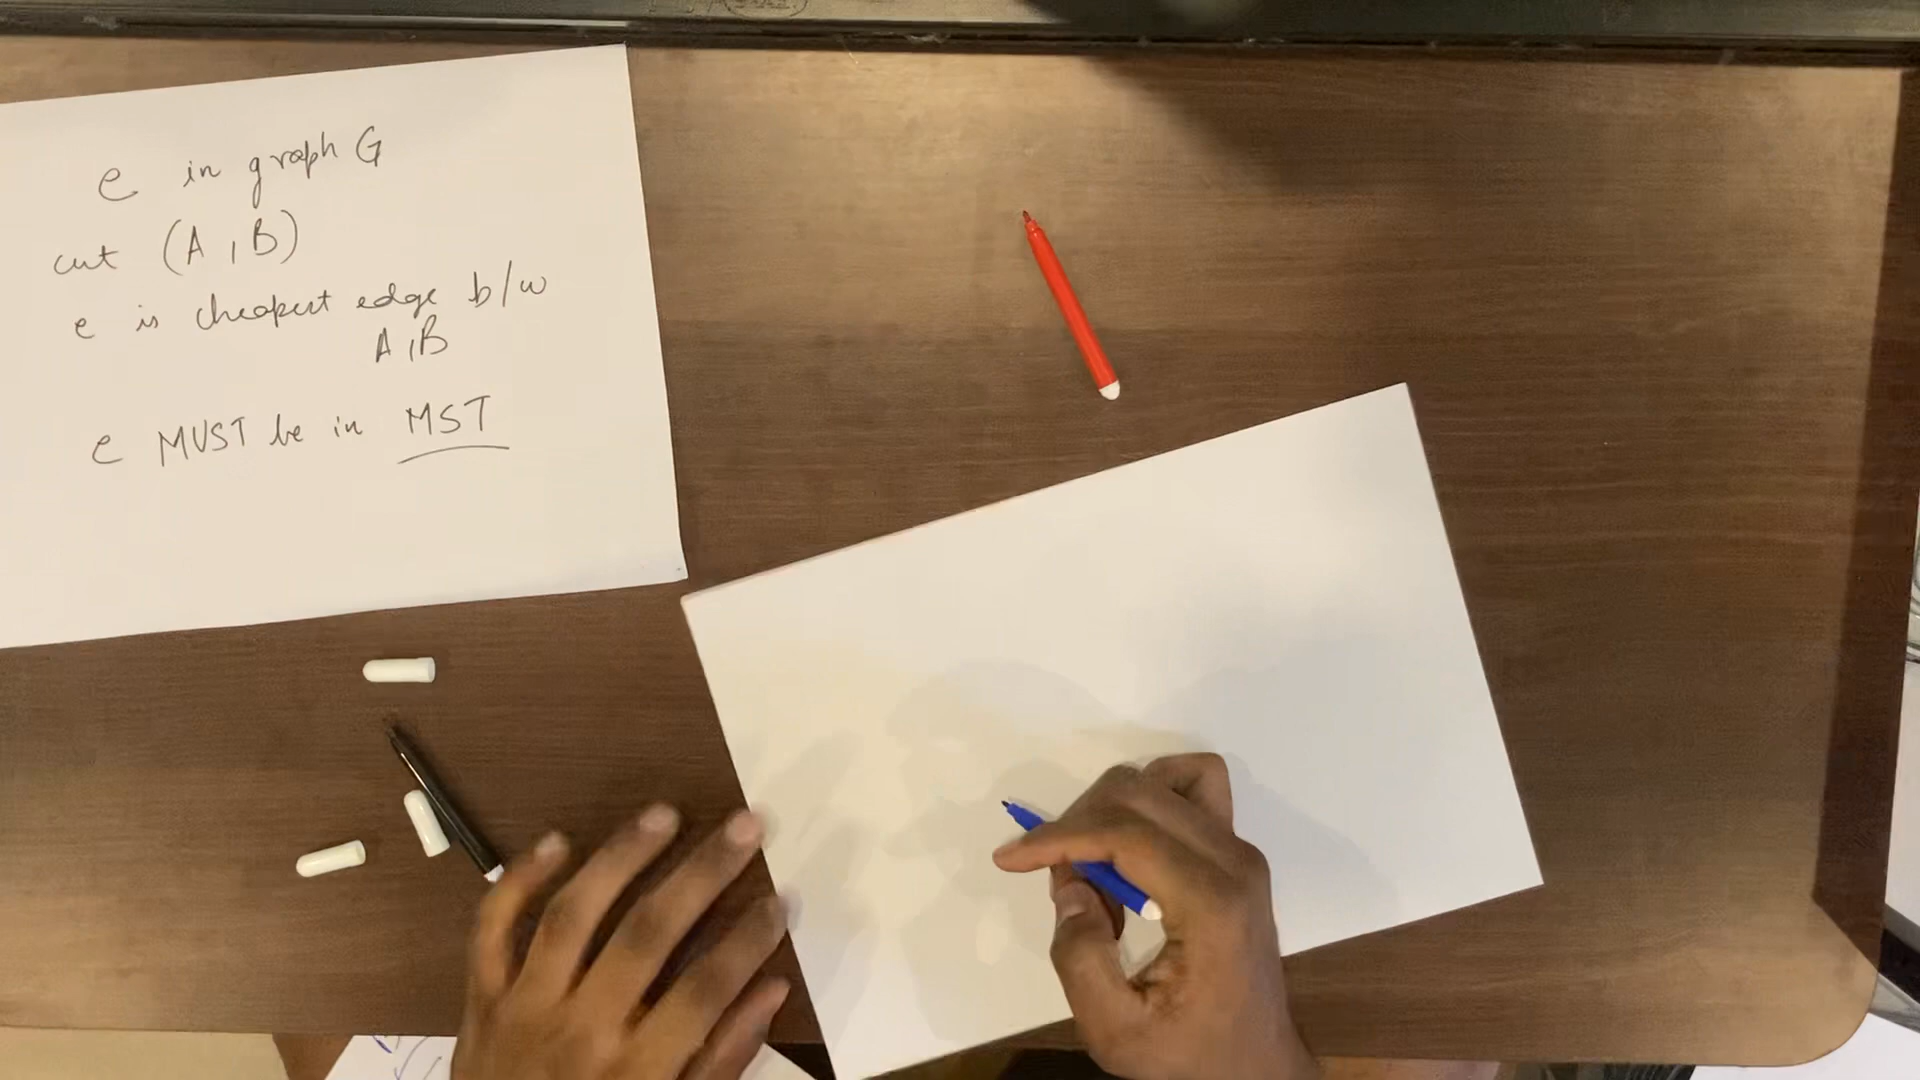 e in graph G
cut (A, B)
e is cheapest edge b/w
A, B
e MUST be in MST